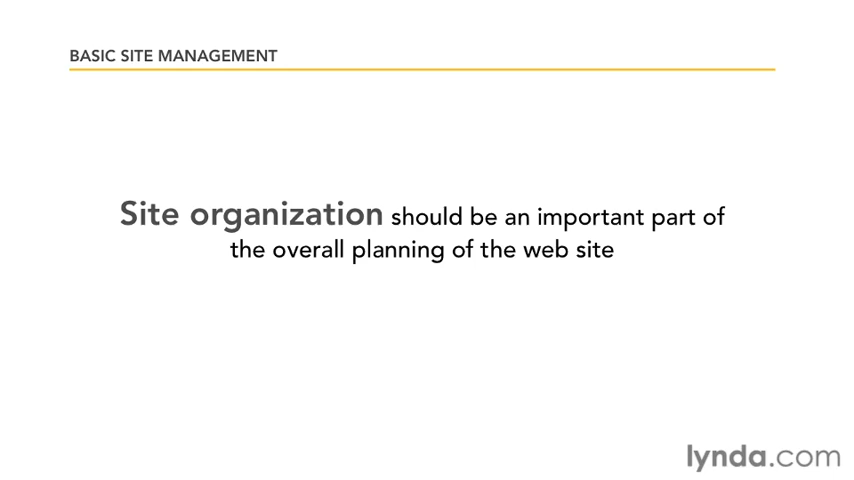 BASIC SITE MANAGEMENT
Site organization should be an important part of
the overall planning of the web site
lynda.com